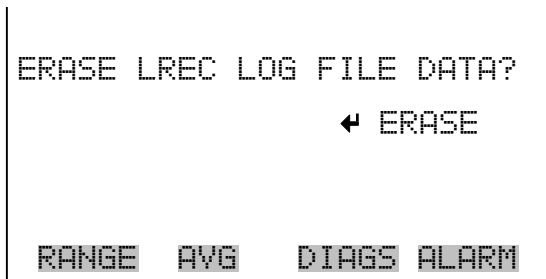 ERASE LREC LOG FILE DATA?
↵ ERASE
RANGE AVG DIAGS ALARM